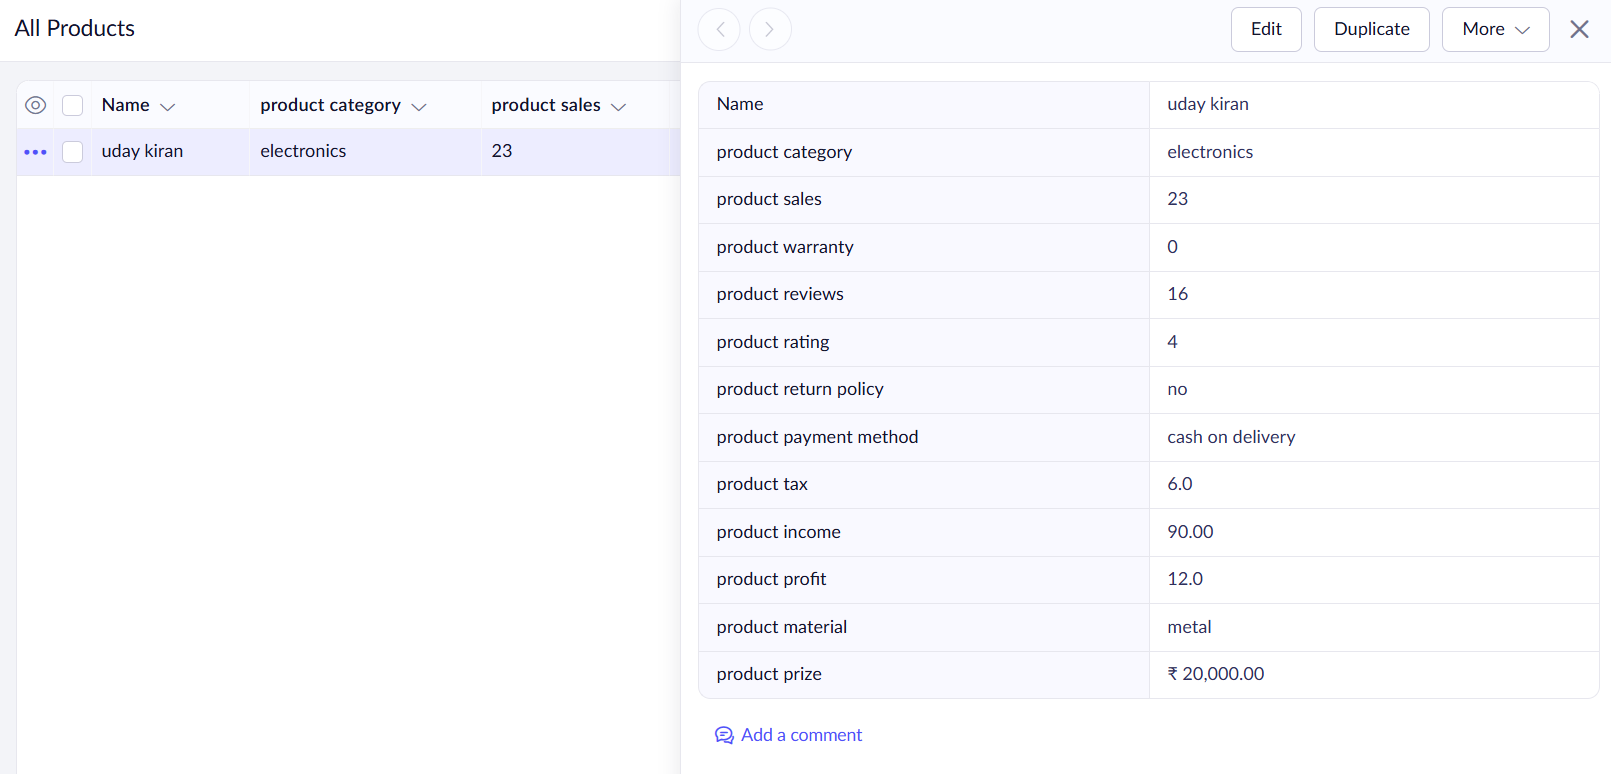 All Products
Edit Duplicate More
Name product category product sales
uday kiran electronics 23
Name uday kiran
product category electronics
product sales 23
product warranty 0
product reviews 16
product rating 4
product return policy no
product payment method cash on delivery
product tax 6.0
product income 90.00
product profit 12.0
product material metal
product prize ₹ 20,000.00
Add a comment